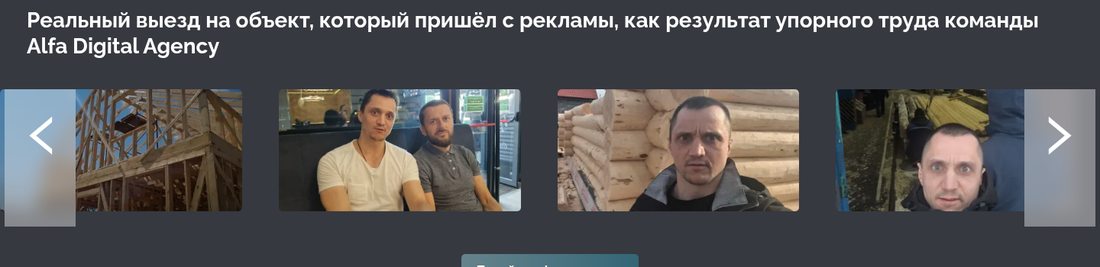 Реальный выезд на объект, который пришёл с рекламы, как результат упорного труда команды
Alfa Digital Agency